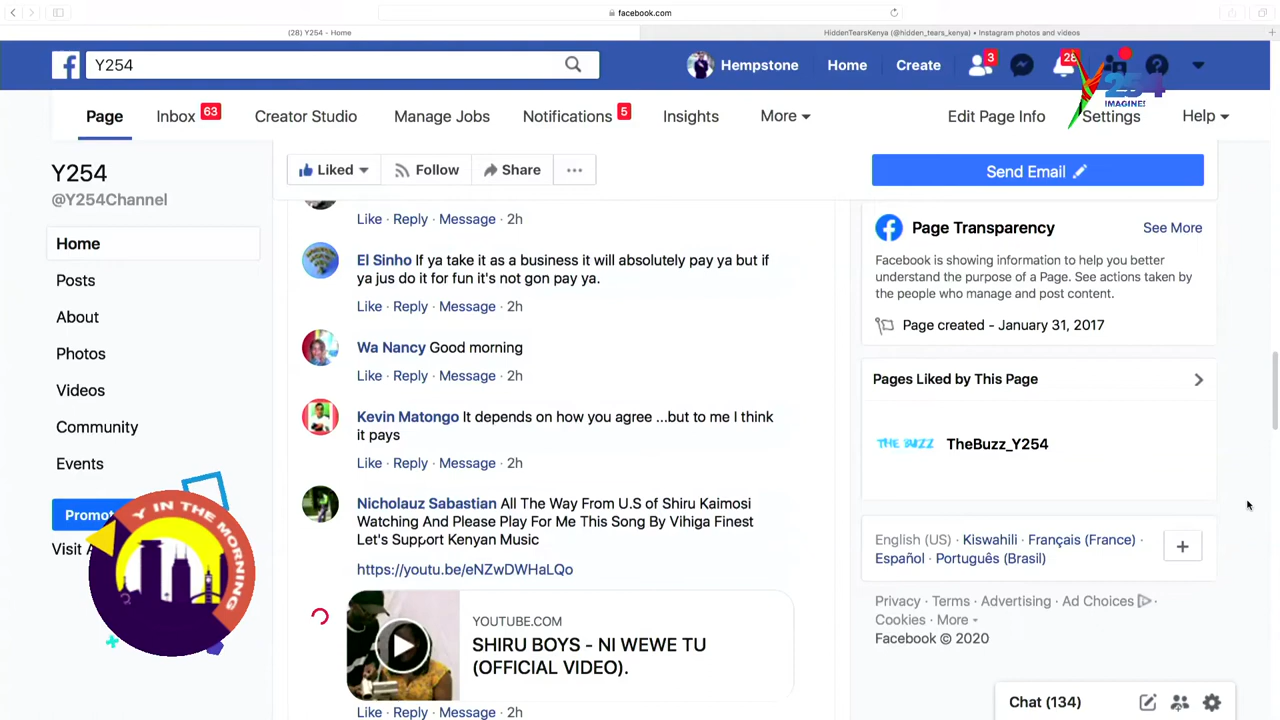 facebook.com
(28) Y254 - Home
HiddenTearsKenya (@hidden_tears_kenya) • Instagram photos and videos
Y254
Hempstone
Home
Create
3
28
254
IMAGINE!
Page
Inbox 63
Creator Studio
Manage Jobs
Notifications 5
Insights
More
Edit Page Info
Settings
Help
Y254
@Y254Channel
Home
Posts
About
Photos
Videos
Community
Events
Promot
Visit A
Y IN THE MORNING
Liked
Follow
Share
Send Email
Like · Reply · Message · 2h
El Sinho If ya take it as a business it will absolutely pay ya but if
ya jus do it for fun it's not gon pay ya.
Like · Reply · Message · 2h
Wa Nancy Good morning
Like · Reply · Message · 2h
Kevin Matongo It depends on how you agree ...but to me I think
it pays
Like · Reply · Message · 2h
Nicholauz Sabastian All The Way From U.S of Shiru Kaimosi
Watching And Please Play For Me This Song By Vihiga Finest
Let's Support Kenyan Music
https://youtu.be/eNZwDWHaLQo
YOUTUBE.COM
SHIRU BOYS - NI WEWE TU
(OFFICIAL VIDEO).
Like · Reply · Message · 2h
Page Transparency
See More
Facebook is showing information to help you better
understand the purpose of a Page. See actions taken by
the people who manage and post content.
Page created - January 31, 2017
Pages Liked by This Page
THE BUZZ
TheBuzz_Y254
English (US) · Kiswahili · Français (France) ·
Español · Português (Brasil)
Privacy · Terms · Advertising · Ad Choices ·
Cookies · More
Facebook © 2020
Chat (134)